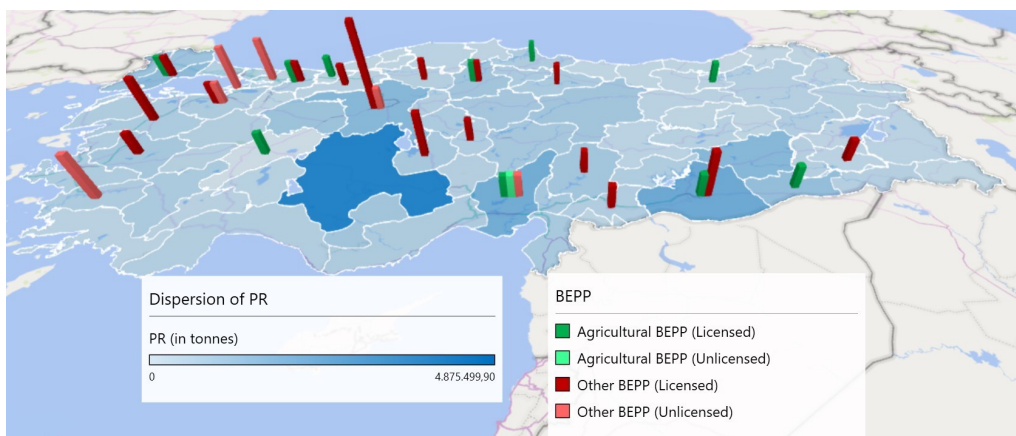 Dispersion of PR
PR (in tonnes)
0
4.875.499,90
BEPP
Agricultural BEPP (Licensed)
Agricultural BEPP (Unlicensed)
Other BEPP (Licensed)
Other BEPP (Unlicensed)